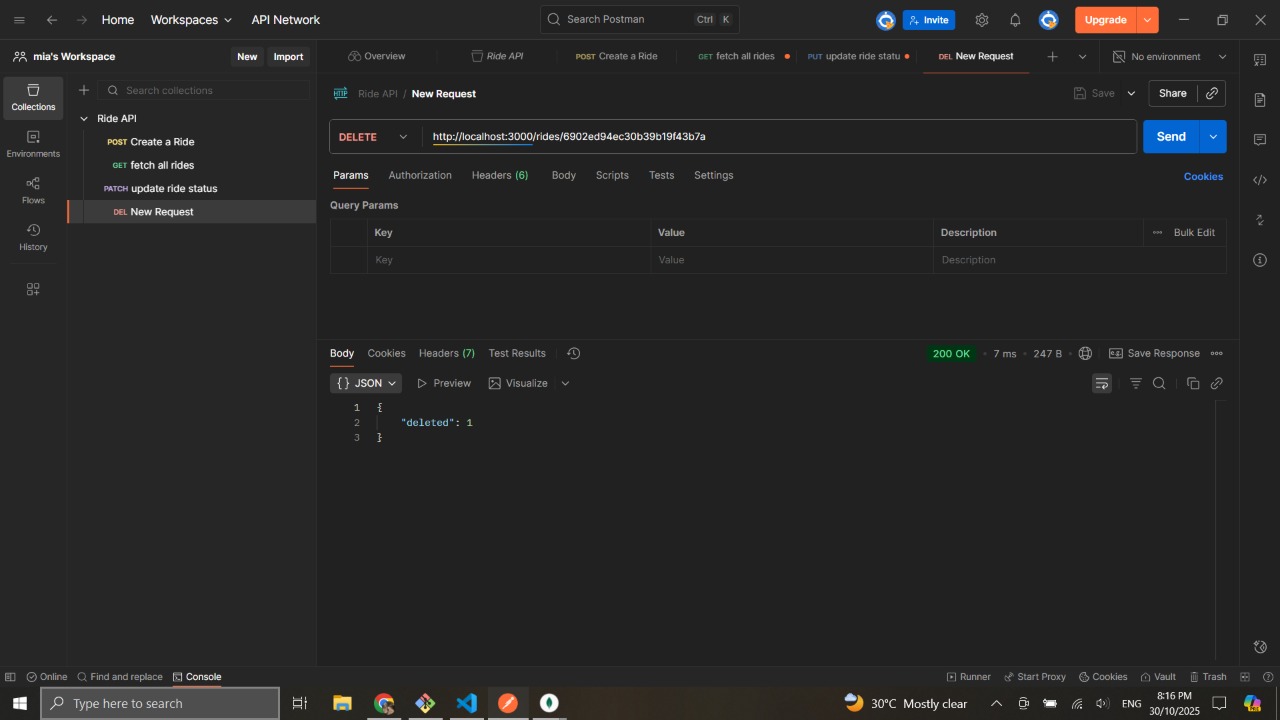 Home Workspaces API Network Search Postman Ctrl K Invite Upgrade
mia's Workspace New Import Overview Ride API POST Create a Ride GET fetch all rides PUT update ride statu DEL New Request No environment
Collections Search collections Ride API / New Request Save Share
Ride API
POST Create a Ride DELETE http://localhost:3000/rides/6902ed94ec30b39b19f43b7a Send
Environments GET fetch all rides
PATCH update ride status Params Authorization Headers (6) Body Scripts Tests Settings Cookies
Flows DEL New Request Query Params
History Key Value Description Bulk Edit
Key Value Description
Body Cookies Headers (7) Test Results 200 OK 7 ms 247 B e.g. Save Response
{ } JSON Preview Visualize
1 {
2 "deleted": 1
3 }
Online Find and replace Console Runner Start Proxy Cookies Vault Trash
Type here to search 30°C Mostly clear ENG 8:16 PM
30/10/2025